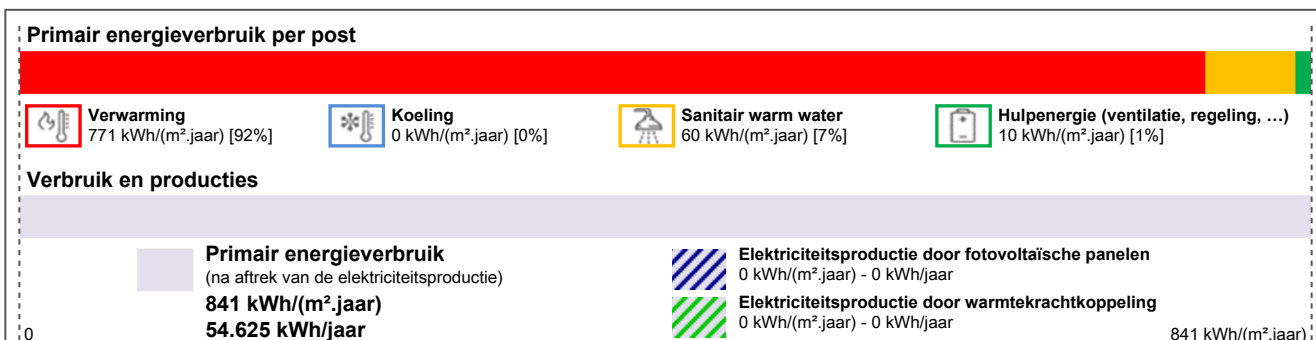 Primair energieverbruik per post
Verwarming
771 kWh/(m².jaar) [92%]
Koeling
0 kWh/(m².jaar) [0%]
Sanitair warm water
60 kWh/(m².jaar) [7%]
Hulpenergie (ventilatie, regeling, …)
10 kWh/(m².jaar) [1%]
Verbruik en producties
Primair energieverbruik
(na aftrek van de elektriciteitsproductie)
841 kWh/(m².jaar)
54.625 kWh/jaar
Elektriciteitsproductie door fotovoltaïsche panelen
0 kWh/(m².jaar) - 0 kWh/jaar
Elektriciteitsproductie door warmtekrachtkoppeling
0 kWh/(m².jaar) - 0 kWh/jaar
0
841 kWh/(m².jaar)